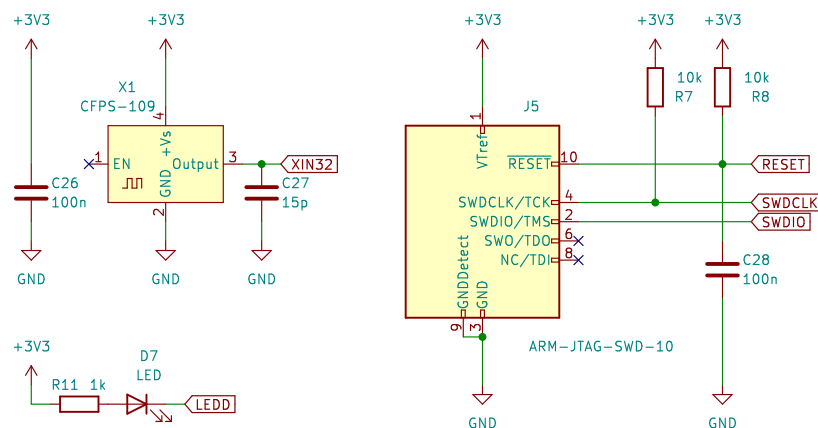 +3V3
+3V3
X1
CFPS-109
4
1
EN
+Vs
GND
Output
3
XIN32
2
C26
100n
C27
15p
GND
GND
GND
+3V3
D7
LED
R11 1k
LEDD
+3V3
+3V3
+3V3
10k
R7
10k
R8
J5
1
VTref
RESET
10
RESET
SWDCLK/TCK
4
SWDCLK
SWDIO/TMS
2
SWDIO
SWO/TDO
6
NC/TDI
8
GNDDetect
GND
9
3
C28
100n
ARM-JTAG-SWD-10
GND
GND